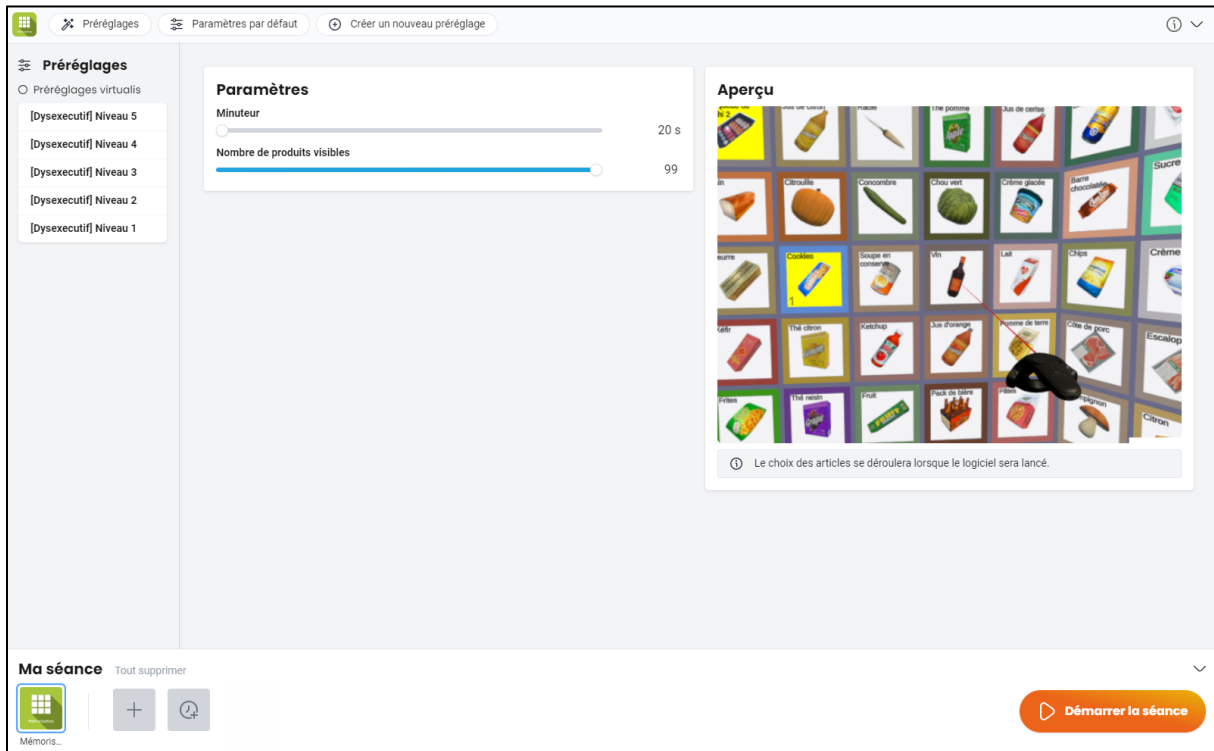 Préréglages
Paramètres par défaut
Créer un nouveau préréglage
Préréglages
Préréglages virtualis
[Dysexecutif] Niveau 5
[Dysexecutif] Niveau 4
[Dysexecutif] Niveau 3
[Dysexecutif] Niveau 2
[Dysexecutif] Niveau 1
Paramètres
Minuteur
20 s
Nombre de produits visibles
99
Aperçu
hi 2
Jus de citron
Radis
Thé pomme
Jus de cerise
Citrouille
Concombre
Chou vert
Crème glacée
Barre
chocolatée
Sucre
Cookies
1
Soupe en
conserve
Vin
Lait
Chips
Crème
Thé citron
Ketchup
Jus d'orange
Pomme de terre
Côte de porc
Escalop
Frites
Thé raisin
Fruit
Pack de bière
Pâtes
Citron
Le choix des articles se déroulera lorsque le logiciel sera lancé.
Ma séance
Tout supprimer
Mémoris...
Démarrer la séance